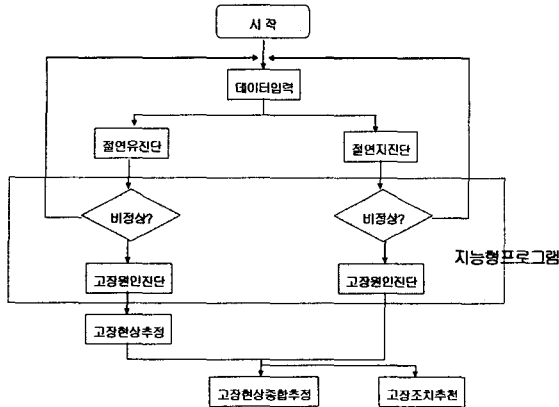 시 작
데이터입력
절연유진단
절연지진단
비정상?
비정상?
지능형프로그램
고장원인진단
고장원인진단
고장현상추정
고장현상종합추정
고장조치추천